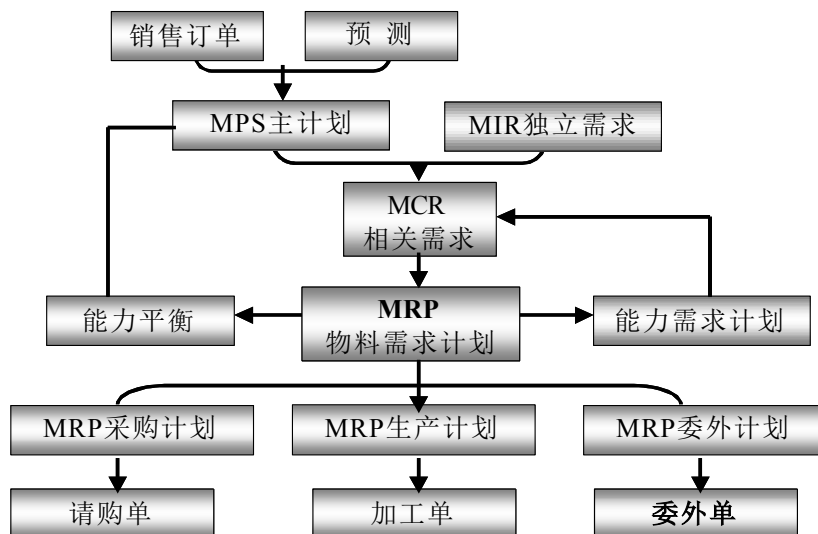 销售订单
预 测
MPS主计划
MIR独立需求
MCR
相关需求
能力平衡
MRP
物料需求计划
能力需求计划
MRP采购计划
MRP生产计划
MRP委外计划
请购单
加工单
委外单